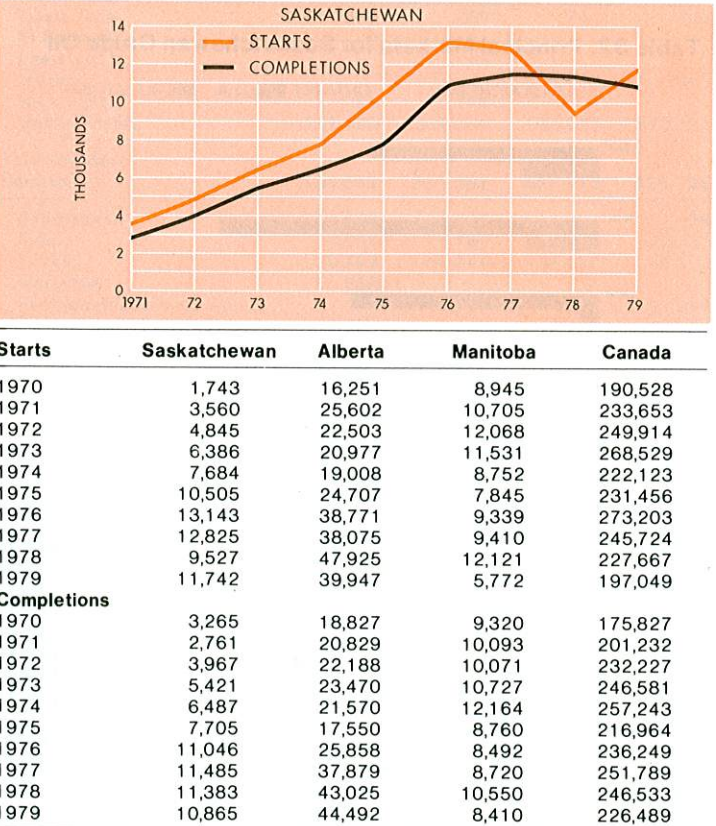 SASKATCHEWAN
STARTS
COMPLETIONS
THOUSANDS
14
12
10
8
6
4
2
0
1971 72 73 74 75 76 77 78 79
Starts Saskatchewan Alberta Manitoba Canada
1970 1,743 16,251 8,945 190,528
1971 3,560 25,602 10,705 233,653
1972 4,845 22,503 12,068 249,914
1973 6,386 20,977 11,531 268,529
1974 7,684 19,008 8,752 222,123
1975 10,505 24,707 7,845 231,456
1976 13,143 38,771 9,339 273,203
1977 12,825 38,075 9,410 245,724
1978 9,527 47,925 12,121 227,667
1979 11,742 39,947 5,772 197,049
Completions
1970 3,265 18,827 9,320 175,827
1971 2,761 20,829 10,093 201,232
1972 3,967 22,188 10,071 232,227
1973 5,421 23,470 10,727 246,581
1974 6,487 21,570 12,164 257,243
1975 7,705 17,550 8,760 216,964
1976 11,046 25,858 8,492 236,249
1977 11,485 37,879 8,720 251,789
1978 11,383 43,025 10,550 246,533
1979 10,865 44,492 8,410 226,489